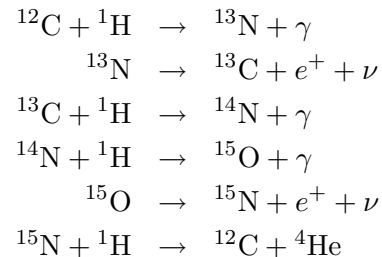 ¹²C + ¹H → ¹³N + γ
¹³N → ¹³C + e⁺ + ν
¹³C + ¹H → ¹⁴N + γ
¹⁴N + ¹H → ¹⁵O + γ
¹⁵O → ¹⁵N + e⁺ + ν
¹⁵N + ¹H → ¹²C + ⁴He